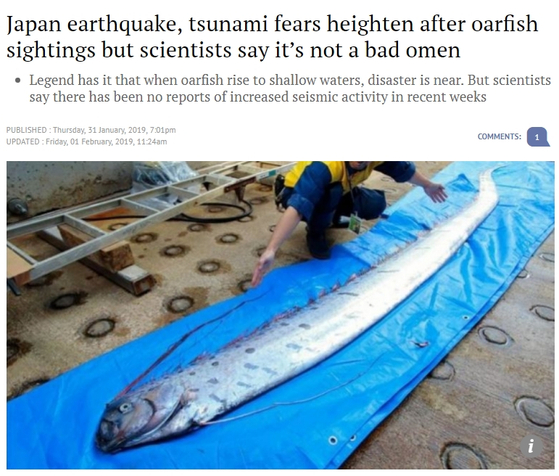 Japan earthquake, tsunami fears heighten after oarfish
sightings but scientists say it’s not a bad omen
Legend has it that when oarfish rise to shallow waters, disaster is near. But scientists
say there has been no reports of increased seismic activity in recent weeks
PUBLISHED : Thursday, 31 January, 2019, 7:01pm
UPDATED : Friday, 01 February, 2019, 11:24am
COMMENTS: 1
i